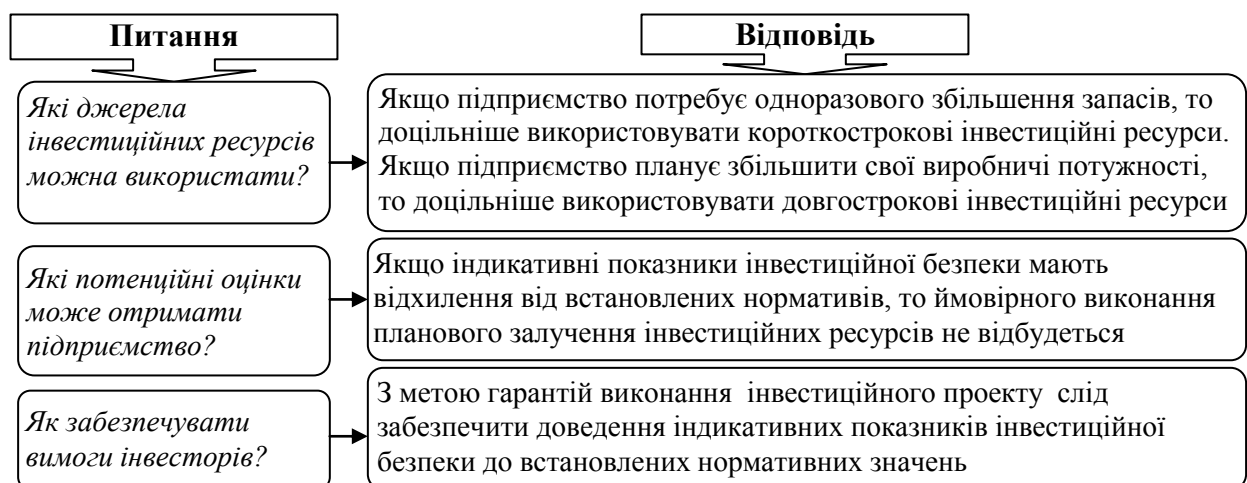 Питання
Відповідь
Які джерела
інвестиційних ресурсів
можна використати?
Якщо підприємство потребує одноразового збільшення запасів, то
доцільніше використовувати короткострокові інвестиційні ресурси.
Якщо підприємство планує збільшити свої виробничі потужності,
то доцільніше використовувати довгострокові інвестиційні ресурси
Які потенційні оцінки
може отримати
підприємство?
Якщо індикативні показники інвестиційної безпеки мають
відхилення від встановлених нормативів, то ймовірного виконання
планового залучення інвестиційних ресурсів не відбудеться
Як забезпечувати
вимоги інвесторів?
З метою гарантій виконання інвестиційного проекту слід
забезпечити доведення індикативних показників інвестиційної
безпеки до встановлених нормативних значень